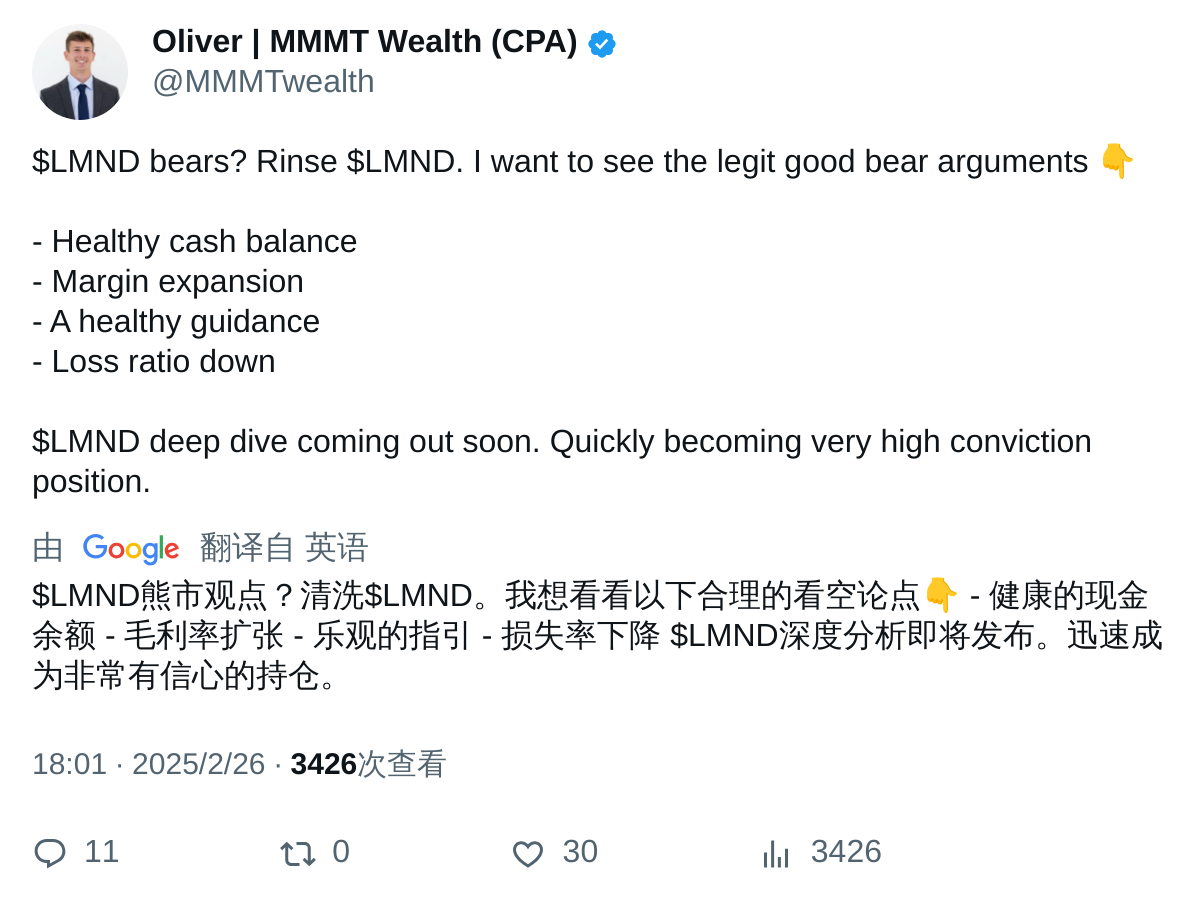 Oliver | MMMT Wealth (CPA)
@MMMTwealth
$LMND bears? Rinse $LMND. I want to see the legit good bear arguments 👇
- Healthy cash balance
- Margin expansion
- A healthy guidance
- Loss ratio down
$LMND deep dive coming out soon. Quickly becoming very high conviction
position.
由 Google 翻译自 英语
$LMND熊市观点？清洗$LMND。我想看看以下合理的看空论点👇 - 健康的现金
余额 - 毛利率扩张 - 乐观的指引 - 损失率下降 $LMND深度分析即将发布。迅速成
为非常有信心的持仓。
18:01 · 2025/2/26 · 3426次查看
11 0 30 3426